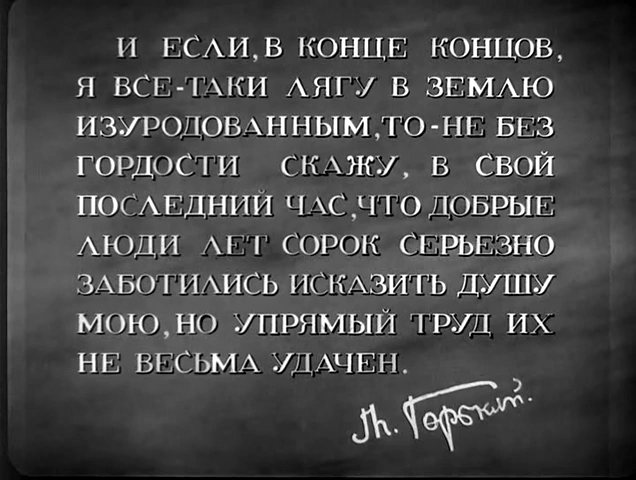 И ЕСЛИ, В КОНЦЕ КОНЦОВ,
Я ВСЕ-ТАКИ ЛЯГУ В ЗЕМЛЮ
ИЗУРОДОВАННЫМ, ТО - НЕ БЕЗ
ГОРДОСТИ СКАЖУ, В СВОЙ
ПОСЛЕДНИЙ ЧАС, ЧТО ДОБРЫЕ
ЛЮДИ ЛЕТ СОРОК СЕРЬЕЗНО
ЗАБОТИЛИСЬ ИСКАЗИТЬ ДУШУ
МОЮ, НО УПРЯМЫЙ ТРУД ИХ
НЕ ВЕСЬМА УДАЧЕН.
М. Горький.